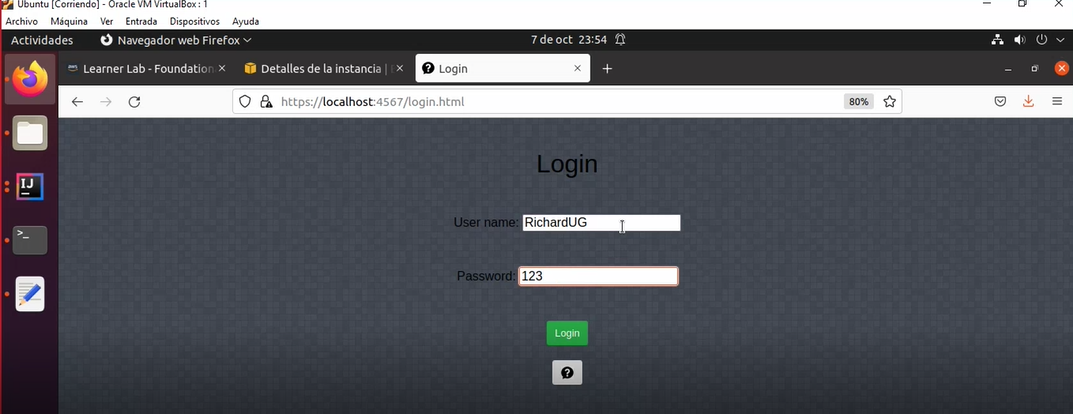 Ubuntu [Corriendo] - Oracle VM VirtualBox : 1
Archivo Máquina Ver Entrada Dispositivos Ayuda
Actividades Navegador web Firefox 7 de oct 23:54
Learner Lab - Foundation Detalles de la instancia | Login
https://localhost:4567/login.html 80%
Login
User name: RichardUG
Password: 123
Login